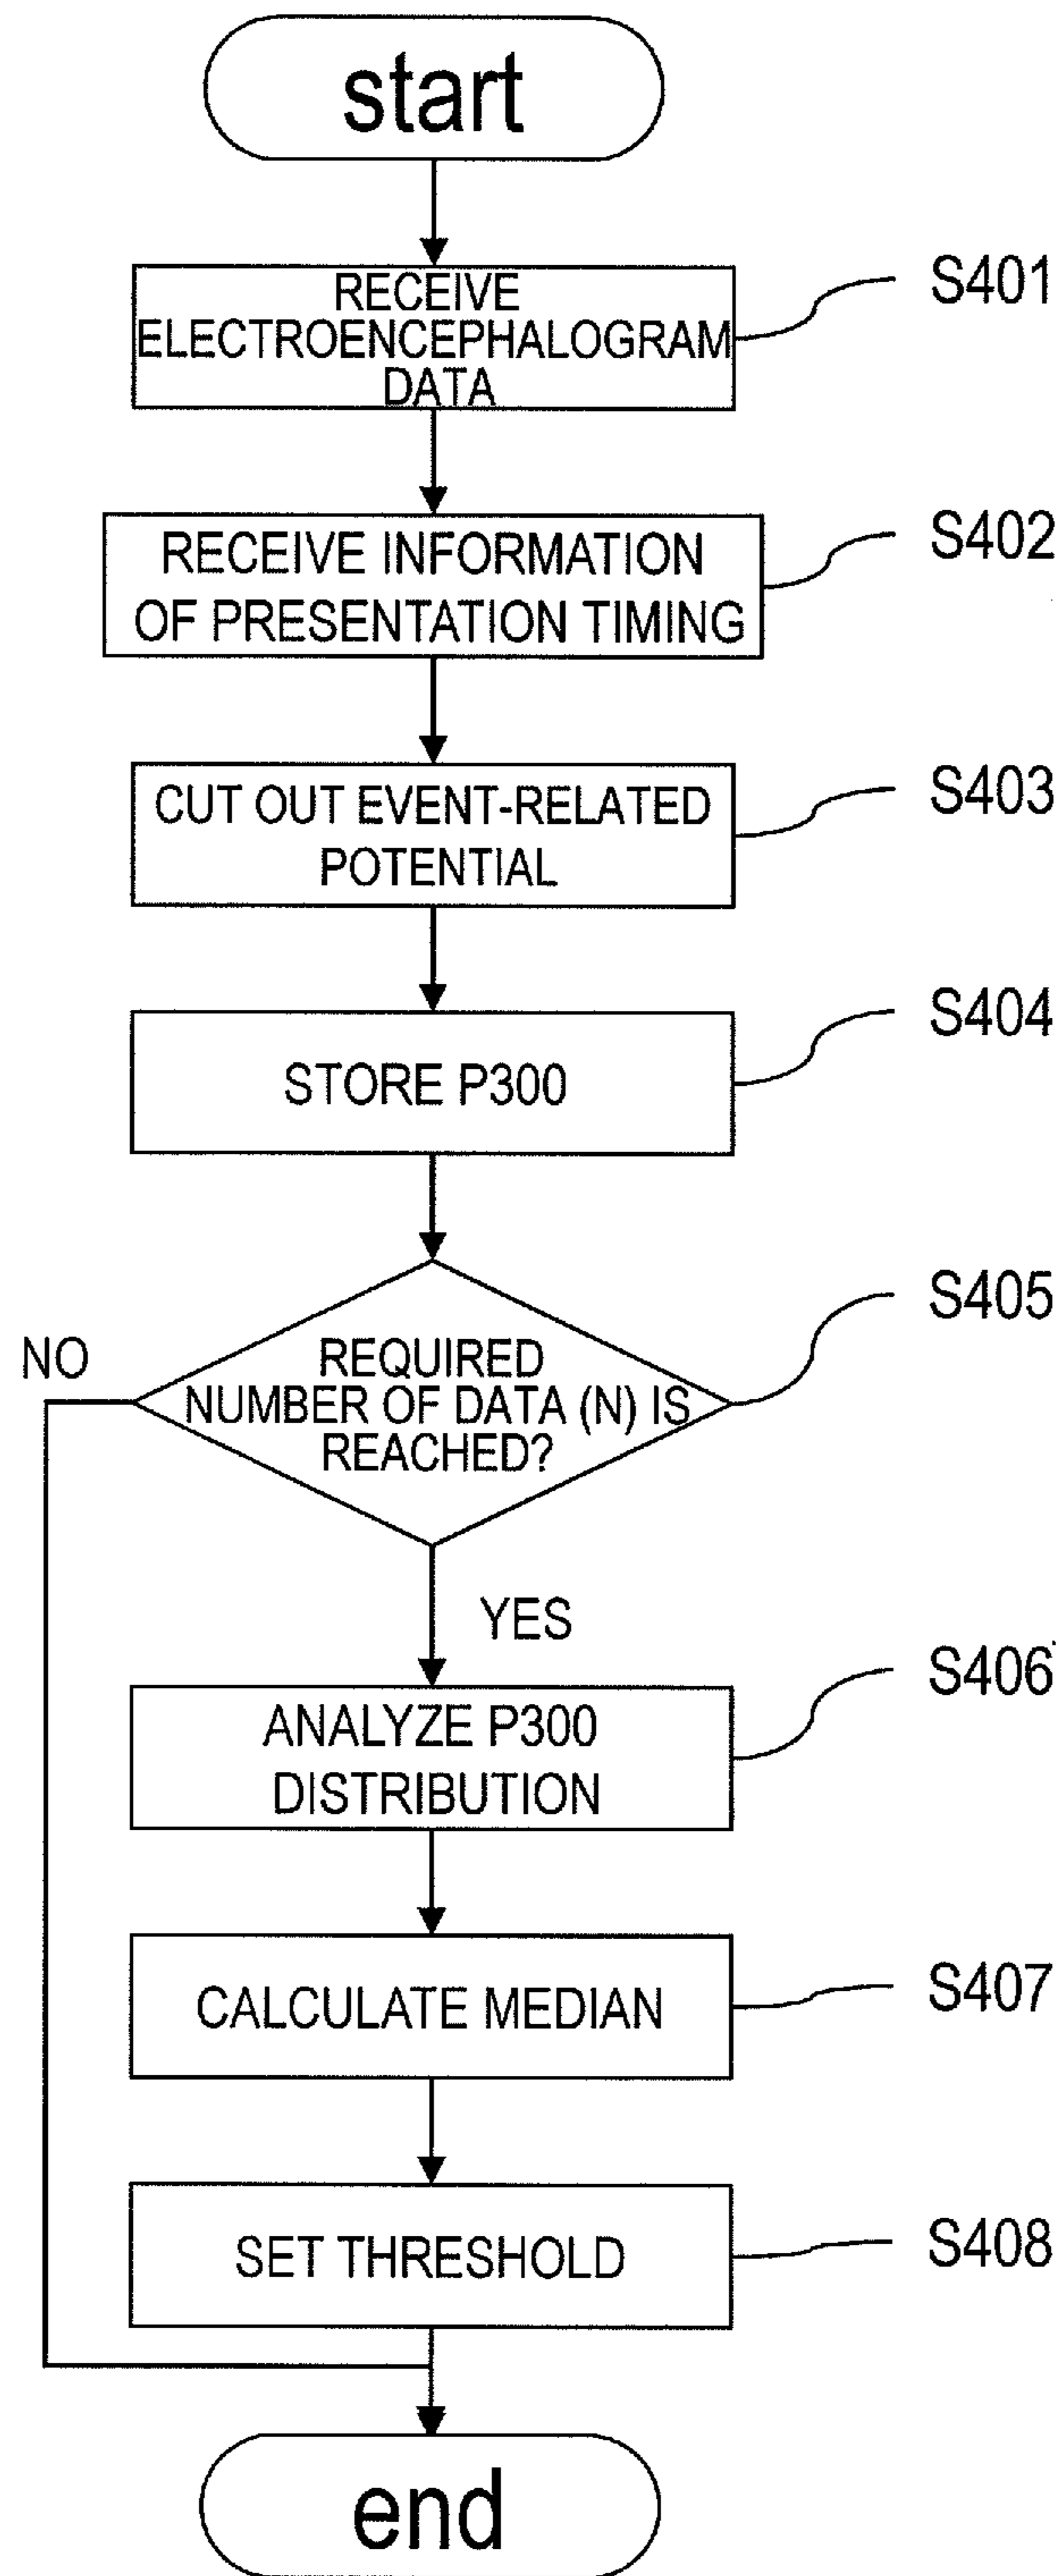 start
RECEIVE
ELECTROENCEPHALOGRAM
DATA
S401
RECEIVE INFORMATION
OF PRESENTATION TIMING
S402
CUT OUT EVENT-RELATED
POTENTIAL
S403
STORE P300
S404
REQUIRED
NUMBER OF DATA (N) IS
REACHED?
S405
NO
YES
ANALYZE P300
DISTRIBUTION
S406
CALCULATE MEDIAN
S407
SET THRESHOLD
S408
end